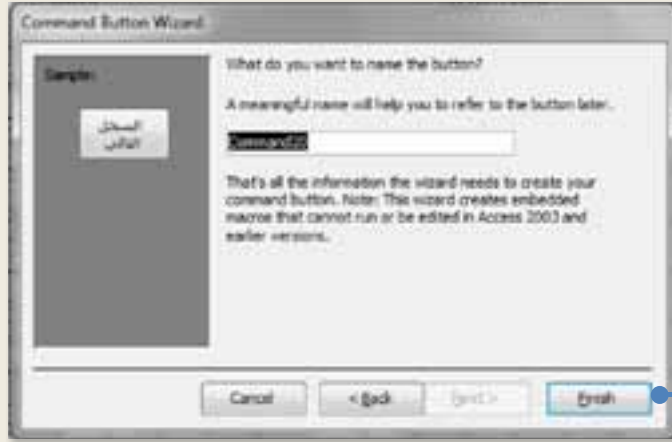 Command Button Wizard
Sample:
السجل
التالي
What do you want to name the button?
A meaningful name will help you to refer to the button later.
That's all the information the wizard needs to create your
command button. Note: This wizard creates embedded
macros that cannot run or be edited in Access 2003 and
earlier versions.
Cancel
< Back
Next >
Finish